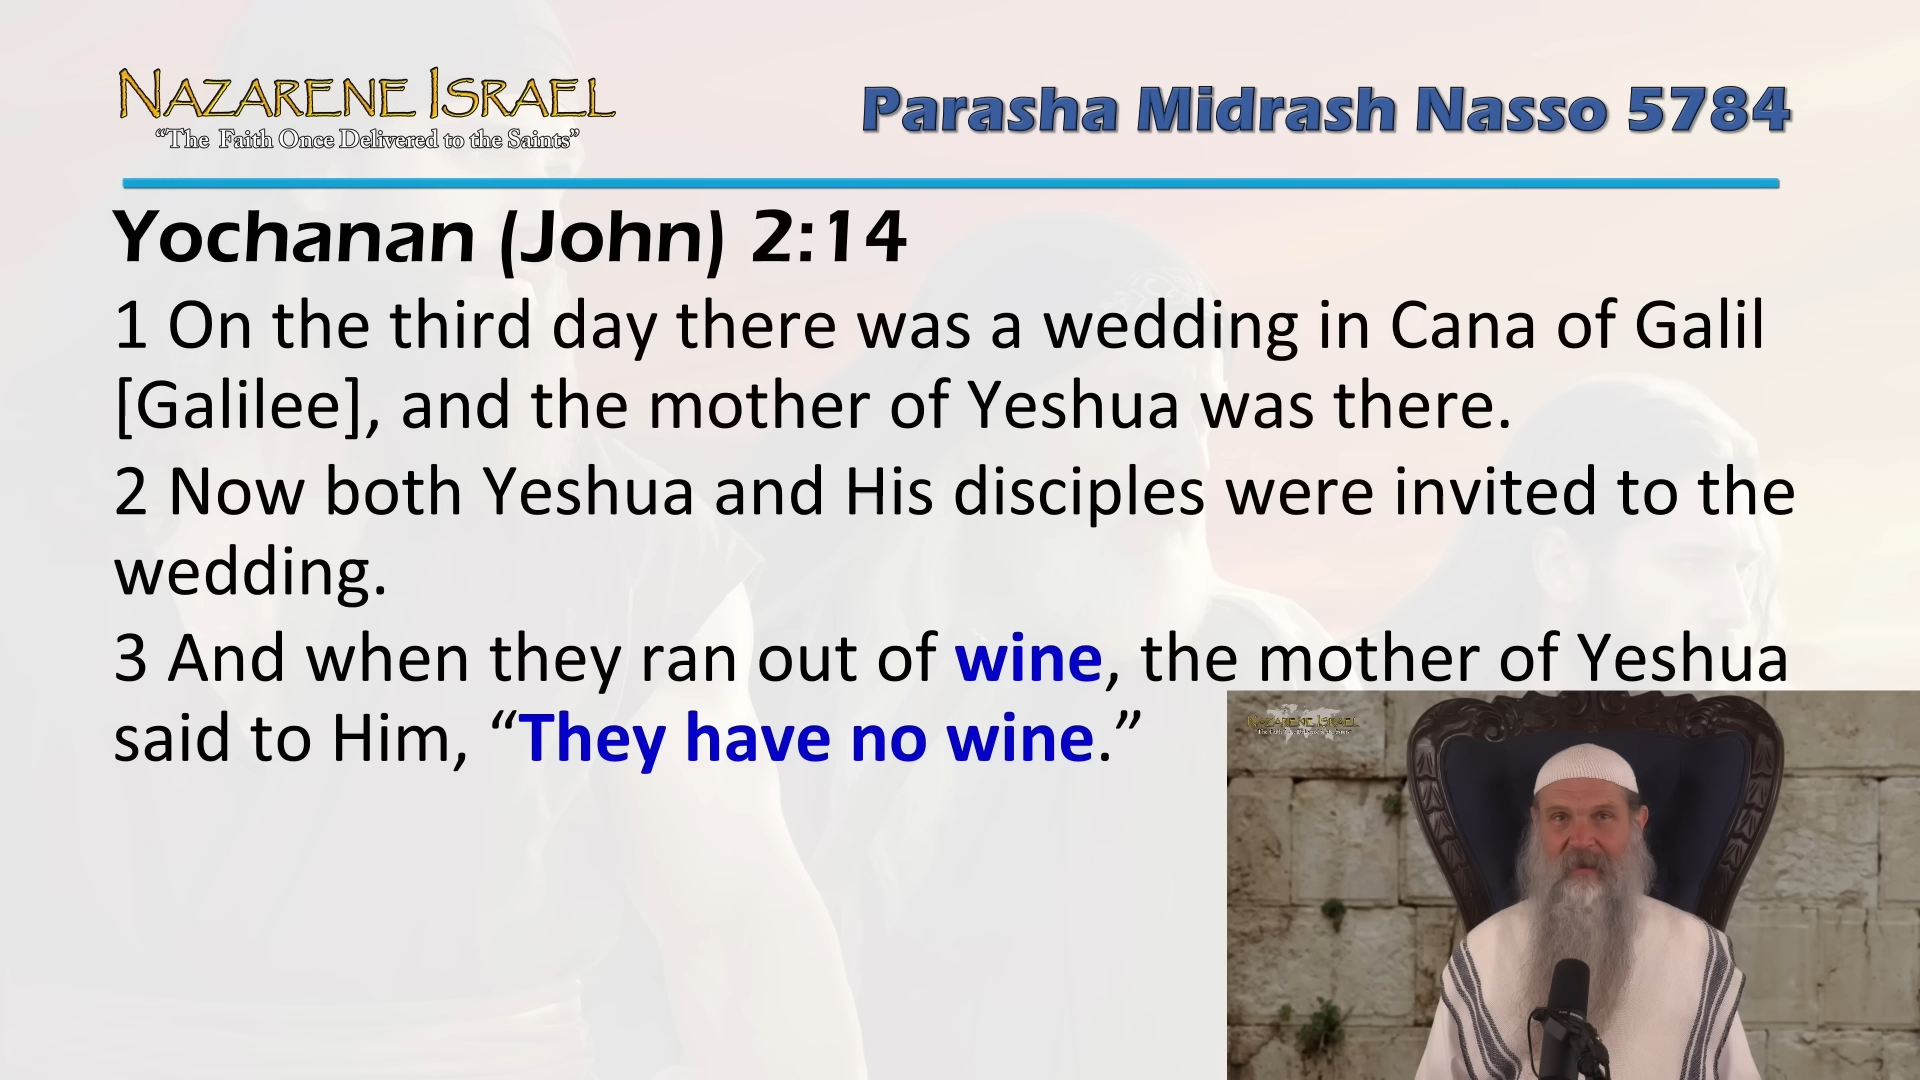 NAZARENE ISRAEL
“The Faith Once Delivered to the Saints”
Parasha Midrash Nasso 5784
Yochanan (John) 2:14
1 On the third day there was a wedding in Cana of Galil
[Galilee], and the mother of Yeshua was there.
2 Now both Yeshua and His disciples were invited to the
wedding.
3 And when they ran out of wine, the mother of Yeshua
said to Him, “They have no wine.”
NAZARENE ISRAEL